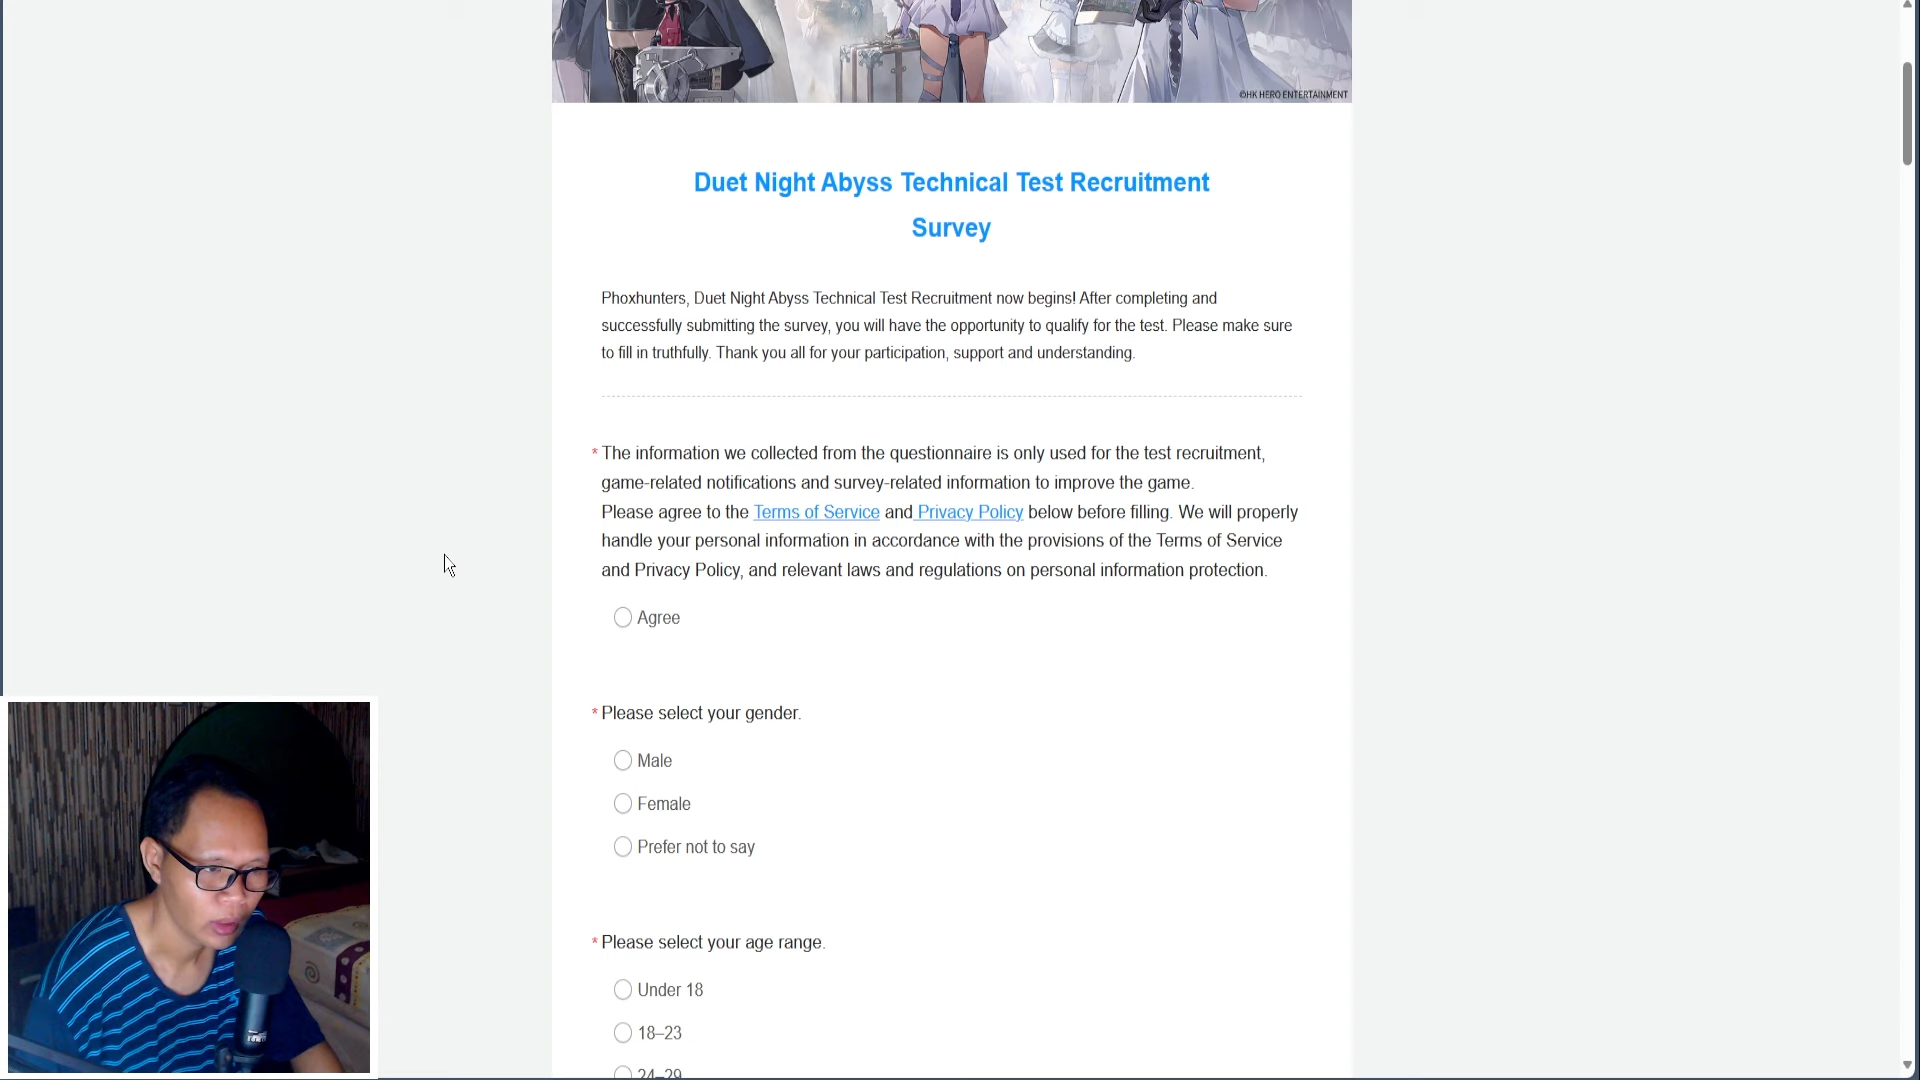 ©HK HERO ENTERTAINMENT
Duet Night Abyss Technical Test Recruitment
Survey
Phoxhunters, Duet Night Abyss Technical Test Recruitment now begins! After completing and
successfully submitting the survey, you will have the opportunity to qualify for the test. Please make sure
to fill in truthfully. Thank you all for your participation, support and understanding.
* The information we collected from the questionnaire is only used for the test recruitment,
game-related notifications and survey-related information to improve the game.
Please agree to the Terms of Service and Privacy Policy below before filling. We will properly
handle your personal information in accordance with the provisions of the Terms of Service
and Privacy Policy, and relevant laws and regulations on personal information protection.
Agree
* Please select your gender.
Male
Female
Prefer not to say
* Please select your age range.
Under 18
18–23
24–29